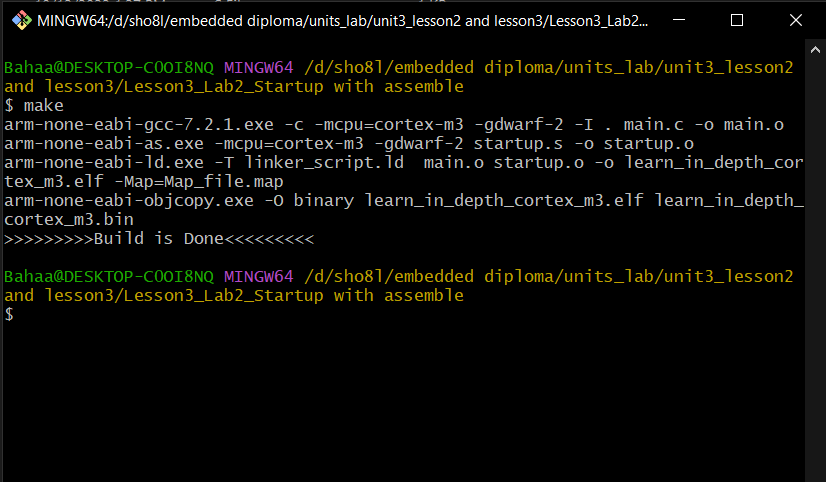 MINGW64:/d/sho8l/embedded diploma/units_lab/unit3_lesson2 and lesson3/Lesson3_Lab2...
Bahaa@DESKTOP-COOI8NQ MINGW64 /d/sho8l/embedded diploma/units_lab/unit3_lesson2
and lesson3/Lesson3_Lab2_Startup with assemble
$ make
arm-none-eabi-gcc-7.2.1.exe -c -mcpu=cortex-m3 -gdwarf-2 -I . main.c -o main.o
arm-none-eabi-as.exe -mcpu=cortex-m3 -gdwarf-2 startup.s -o startup.o
arm-none-eabi-ld.exe -T linker_script.ld  main.o startup.o -o learn_in_depth_cor
tex_m3.elf -Map=Map_file.map
arm-none-eabi-objcopy.exe -O binary learn_in_depth_cortex_m3.elf learn_in_depth_
cortex_m3.bin
>>>>>>>>>Build is Done<<<<<<<<<
Bahaa@DESKTOP-COOI8NQ MINGW64 /d/sho8l/embedded diploma/units_lab/unit3_lesson2
and lesson3/Lesson3_Lab2_Startup with assemble
$